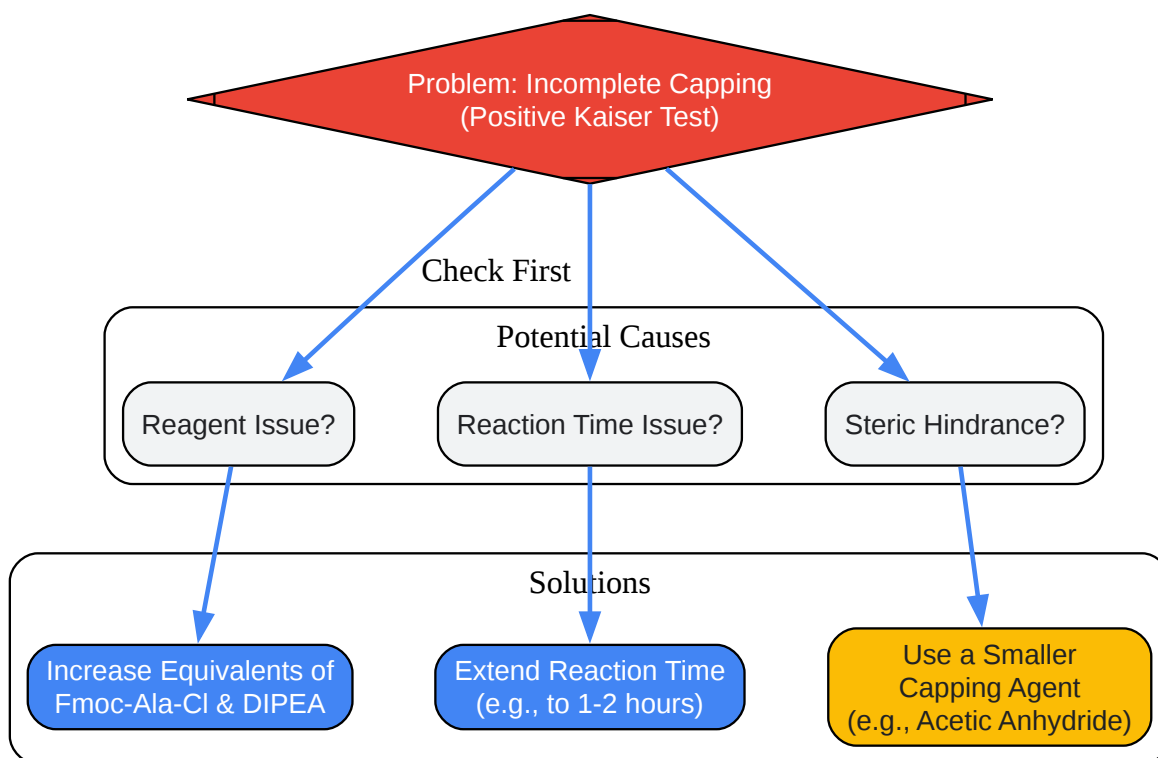 Problem: Incomplete Capping
(Positive Kaiser Test)
Check First
Potential Causes
Reagent Issue?
Reaction Time Issue?
Steric Hindrance?
Solutions
Increase Equivalents of
Fmoc-Ala-Cl & DIPEA
Extend Reaction Time
(e.g., to 1-2 hours)
Use a Smaller
Capping Agent
(e.g., Acetic Anhydride)